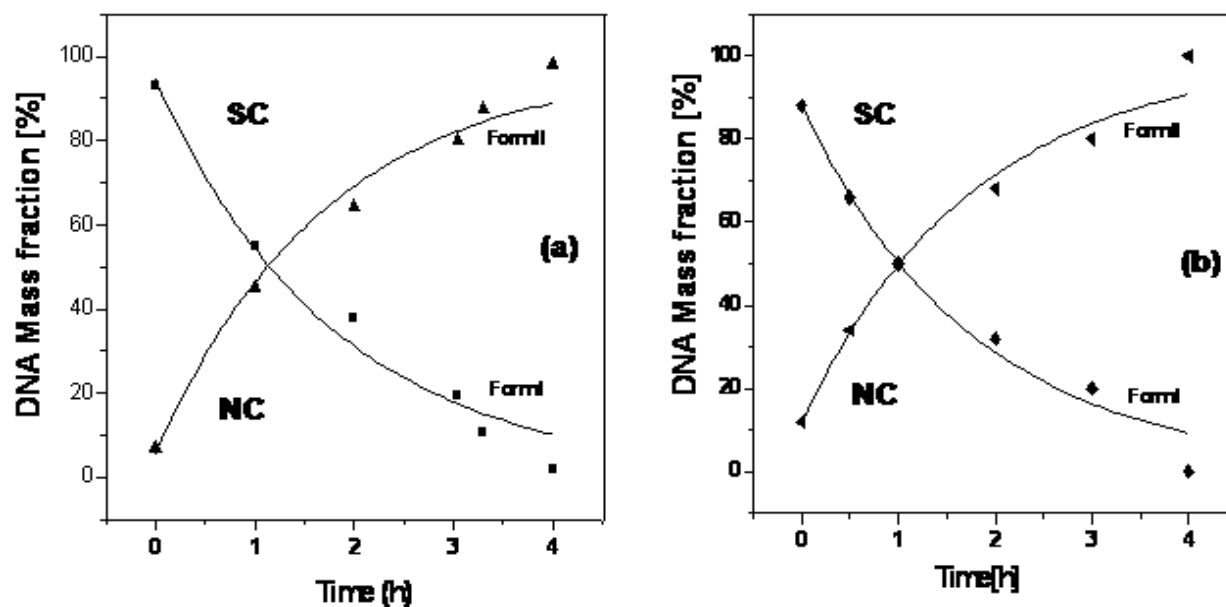 DNA Mass fraction [%]
100
80
60
40
20
0
SC
NC
FormII
FormI
(a)
0 1 2 3 4
Time (h)
DNA Mass fraction [%]
100
80
60
40
20
0
SC
NC
FormII
FormI
(b)
0 1 2 3 4
Time[h]